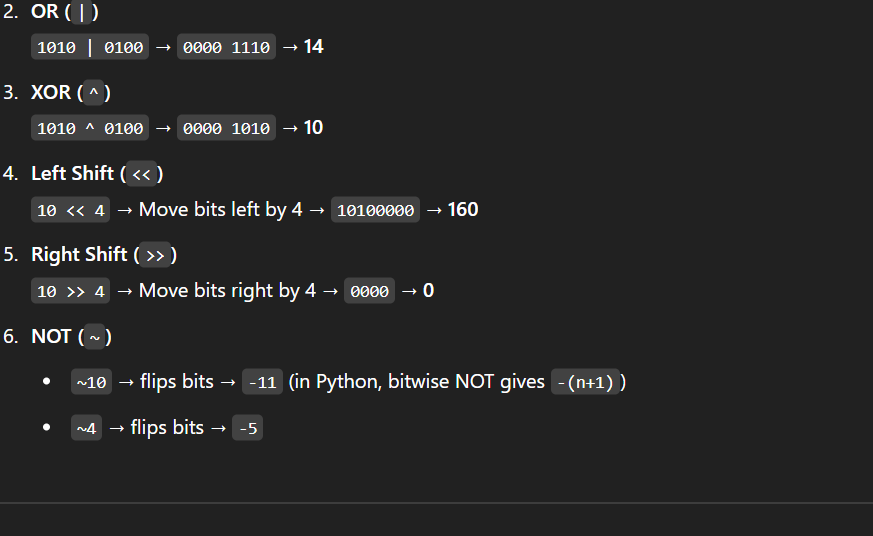 2. OR (|)
1010 | 0100 → 0000 1110 → 14
3. XOR (^)
1010 ^ 0100 → 0000 1010 → 10
4. Left Shift (<<)
10 << 4 → Move bits left by 4 → 10100000 → 160
5. Right Shift (>>)
10 >> 4 → Move bits right by 4 → 0000 → 0
6. NOT (~)
• ~10 → flips bits → -11 (in Python, bitwise NOT gives -(n+1))
• ~4 → flips bits → -5